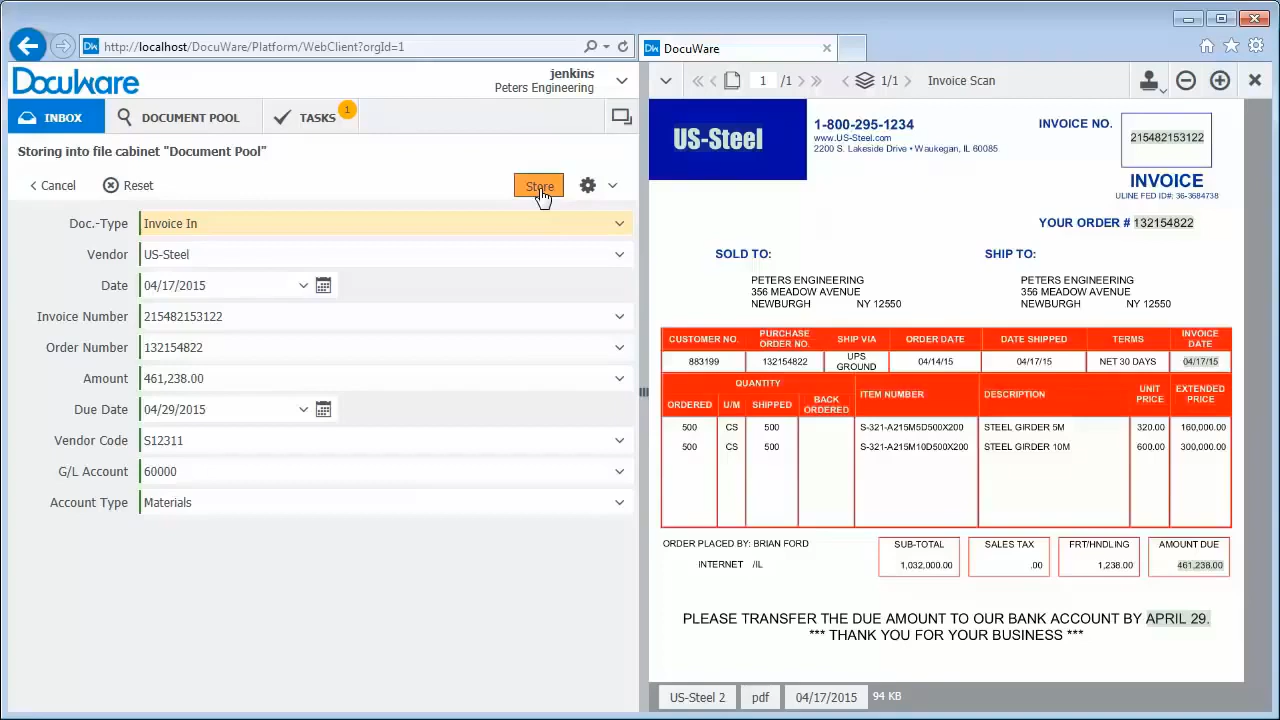 http://localhost/DocuWare/Platform/WebClient?orgId=1
DocuWare
DocuWare
jenkins
Peters Engineering
INBOX
DOCUMENT POOL
TASKS
1
Storing into file cabinet "Document Pool"
Cancel
Reset
Store
Doc.-Type Invoice In
Vendor US-Steel
Date 04/17/2015
Invoice Number 215482153122
Order Number 132154822
Amount 461,238.00
Due Date 04/29/2015
Vendor Code S12311
G/L Account 60000
Account Type Materials
1 /1
1/1
Invoice Scan
US-Steel
1-800-295-1234
www.US-Steel.com
2200 S. Lakeside Drive • Waukegan, IL 60085
INVOICE NO.
215482153122
INVOICE
ULINE FED ID#: 36-3684738
YOUR ORDER # 132154822
SOLD TO:
PETERS ENGINEERING
356 MEADOW AVENUE
NEWBURGH NY 12550
SHIP TO:
PETERS ENGINEERING
356 MEADOW AVENUE
NEWBURGH NY 12550
CUSTOMER NO. PURCHASE ORDER NO. SHIP VIA ORDER DATE DATE SHIPPED TERMS INVOICE DATE
883199 132154822 UPS GROUND 04/14/15 04/17/15 NET 30 DAYS 04/17/15
QUANTITY
ORDERED U/M SHIPPED BACK ORDERED ITEM NUMBER DESCRIPTION UNIT PRICE EXTENDED PRICE
500 CS 500 S-321-A215M5D500X200 STEEL GIRDER 5M 320.00 160,000.00
500 CS 500 S-321-A215M10D500X200 STEEL GIRDER 10M 600.00 300,000.00
ORDER PLACED BY: BRIAN FORD
INTERNET /IL
SUB-TOTAL
1,032,000.00
SALES TAX
.00
FRT/HNDLING
1,238.00
AMOUNT DUE
461,238.00
PLEASE TRANSFER THE DUE AMOUNT TO OUR BANK ACCOUNT BY APRIL 29.
*** THANK YOU FOR YOUR BUSINESS ***
US-Steel 2
pdf
04/17/2015
94 KB